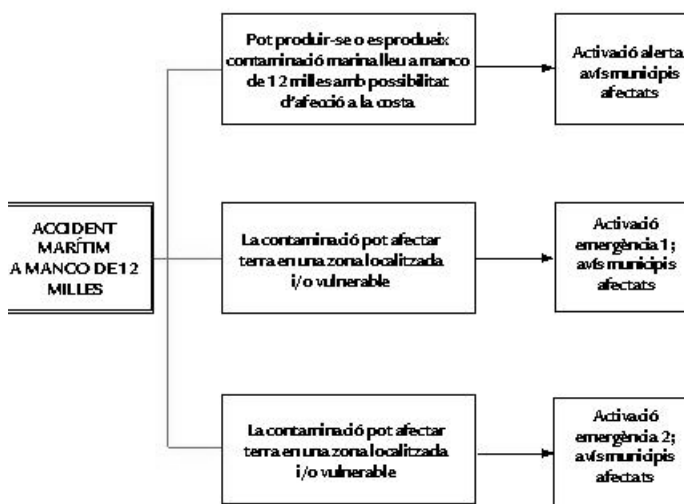 Pot produir-se o es produeix
contaminació marina lleu a manco
de 12 milles amb possibilitat
d'afecció a la costa
Activació alerta;
avís municipis
afectats
ACCIDENT
MARÍTIM
A MANCO DE 12
MILLES
La contaminació pot afectar
terra en una zona localitzada
i/o vulnerable
Activació
emergència 1;
avís municipis
afectats
La contaminació pot afectar
terra en una zona localitzada
i/o vulnerable
Activació
emergència 2;
avís municipis
afectats